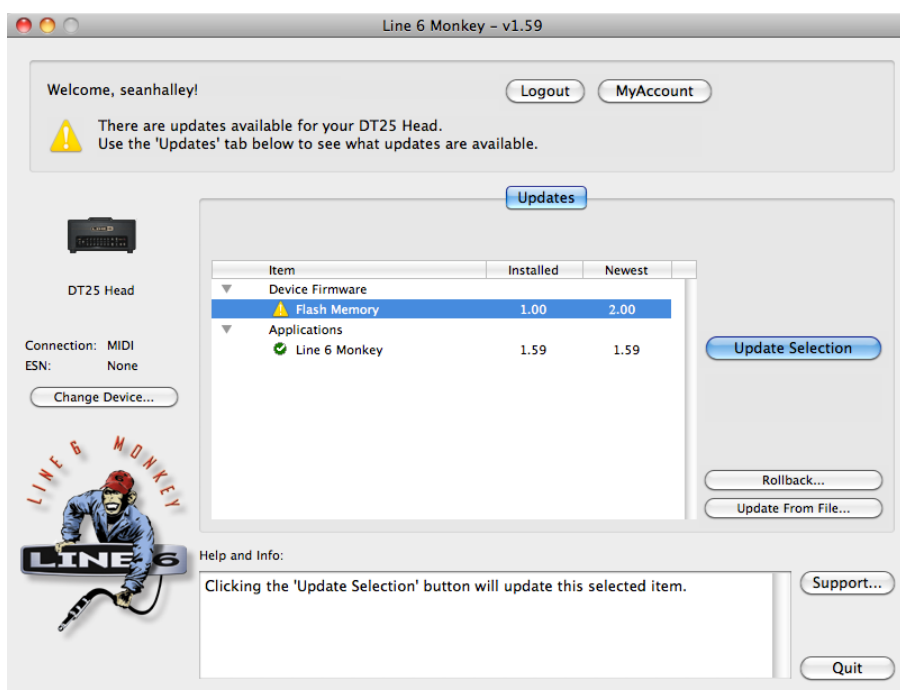 Line 6 Monkey – v1.59
Welcome, seanhalley!
Logout
MyAccount
There are updates available for your DT25 Head.
Use the 'Updates' tab below to see what updates are available.
Updates
DT25 Head
Connection: MIDI
ESN: None
Change Device...
Item Installed Newest
Device Firmware
Flash Memory 1.00 2.00
Applications
Line 6 Monkey 1.59 1.59
Update Selection
Rollback...
Update From File...
LINE 6 MONKEY
LINE 6
Help and Info:
Clicking the 'Update Selection' button will update this selected item.
Support...
Quit